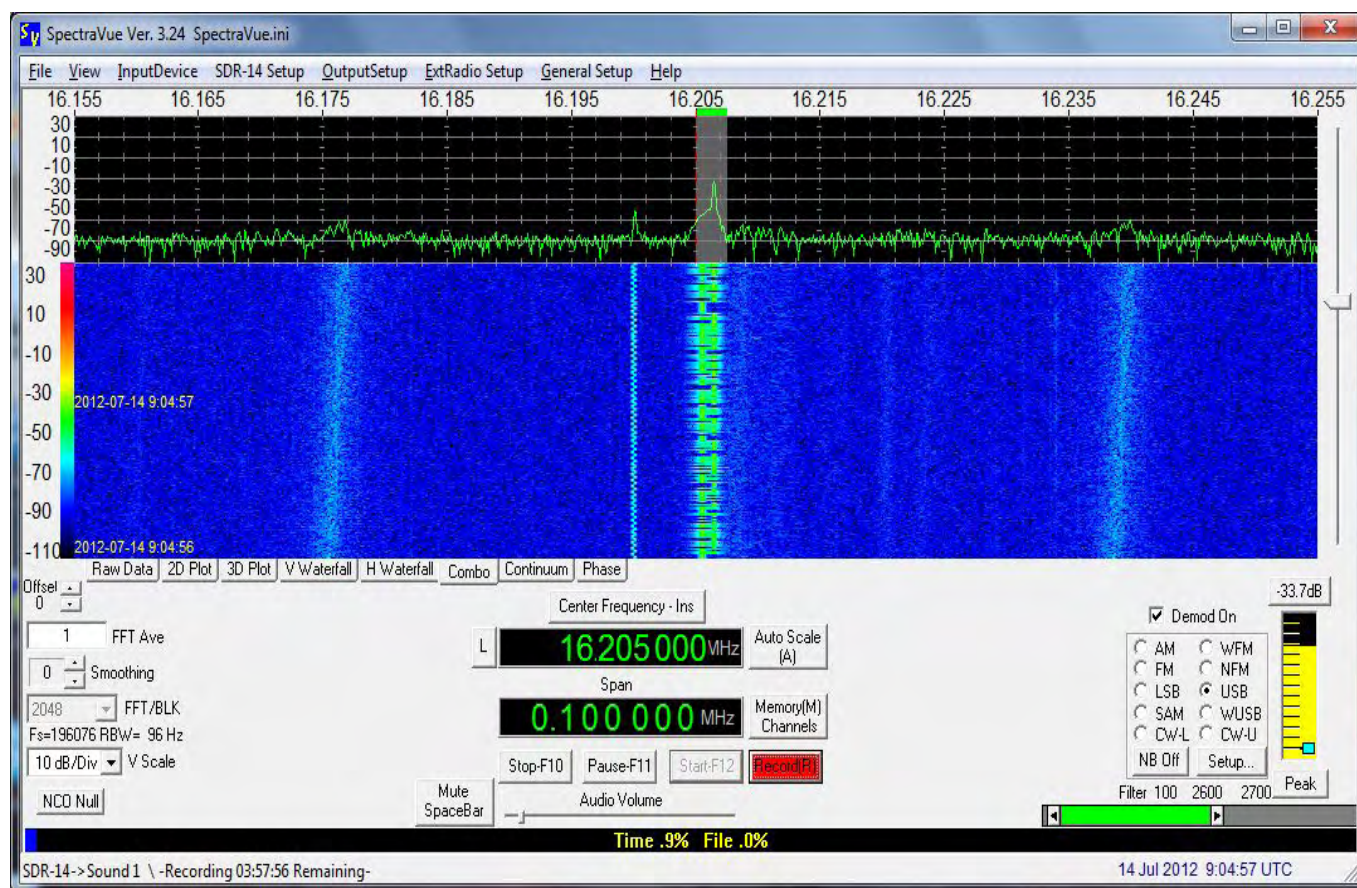 SpectraVue Ver. 3.24 SpectraVue.ini
File View InputDevice SDR-14 Setup OutputSetup ExtRadio Setup General Setup Help
16.155 16.165 16.175 16.185 16.195 16.205 16.215 16.225 16.235 16.245 16.255
30
10
-10
-30
-50
-70
-90
30
10
-10
-30
2012-07-14 9:04:57
-50
-70
-90
-110
2012-07-14 9:04:56
Raw Data 2D Plot 3D Plot V Waterfall H Waterfall Combo Continuum Phase
Offset
0
Center Frequency - Ins
-33.7dB
Demod On
1 FFT Ave
L 16.205 000 MHz
Auto Scale
(A)
AM WFM
FM NFM
LSB USB
SAM WUSB
CW-L CW-U
0 Smoothing
Span
2048 FFT/BLK
0.100 000 MHz
Memory(M)
Channels
Fs=196076 RBW= 96 Hz
10 dB/Div V Scale
Stop-F10 Pause-F11 Start-F12 Record(R)
NB Off Setup...
NCO Null
Mute
SpaceBar
Audio Volume
Filter 100 2600 2700
Peak
Time .9% File .0%
SDR-14->Sound 1 \ -Recording 03:57:56 Remaining-
14 Jul 2012 9:04:57 UTC